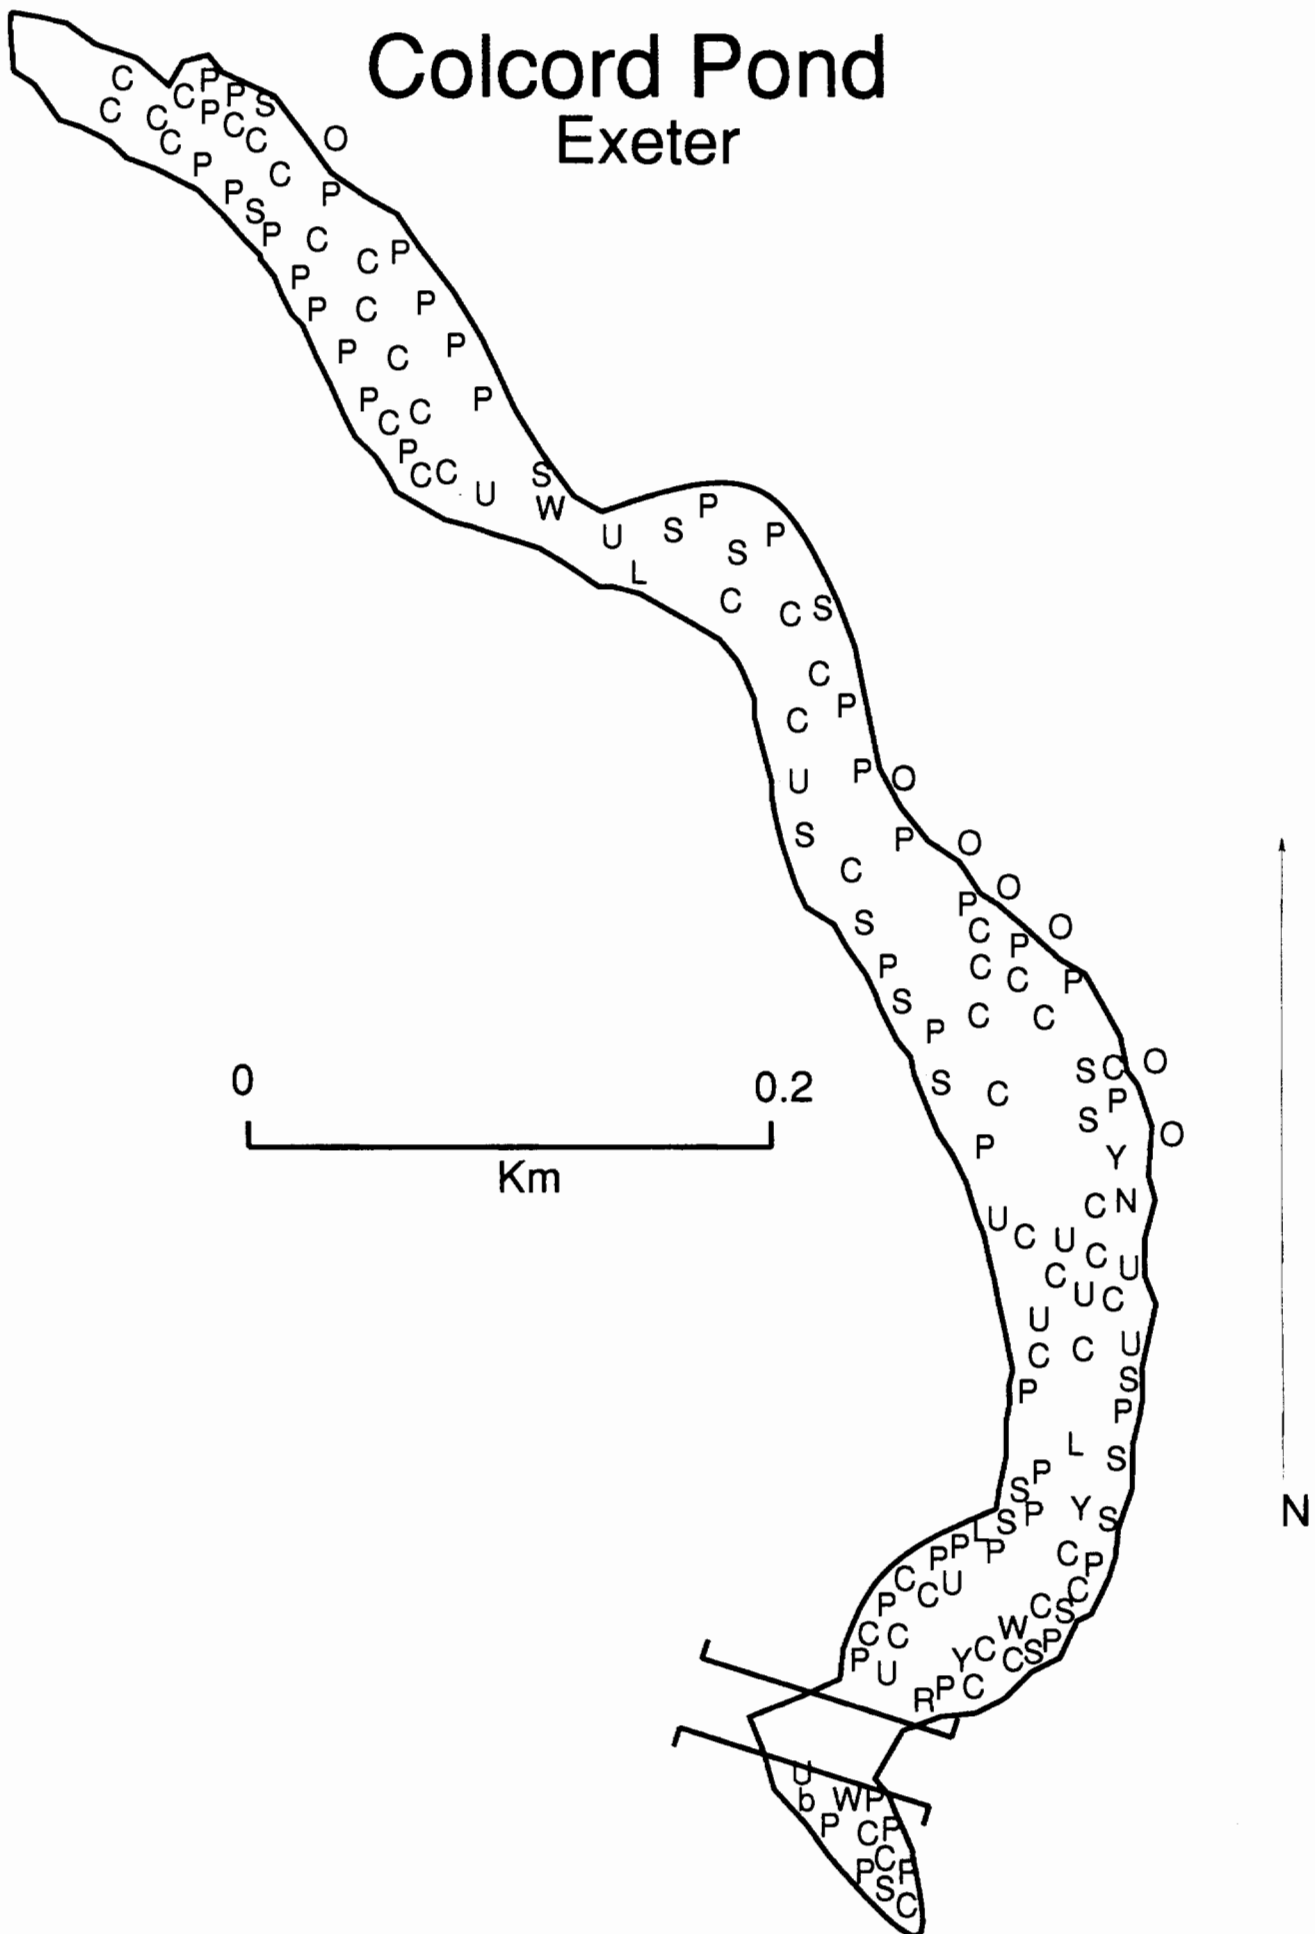 Colcord Pond
Exeter
C P
C P S
C C P C C O
C
P C P
P S
P C C P
P
P C P
P C P
P C P
C
P
C C U S
W P
U S S P
L
C C S
C
C P
U P O
S P O
C O
S P C O
P C P
S C C P
P C C
0 0.2 S C S C O
P
S O
P Y
Km C N
U C U C
C U
U C
U
C C U
P S
P
L S
P
S
S P Y S
L P
P P C P
C C U C
P C S
C C W
P U Y C C S P
R P C
N
U
b W P
P C P
C
P P
S
C